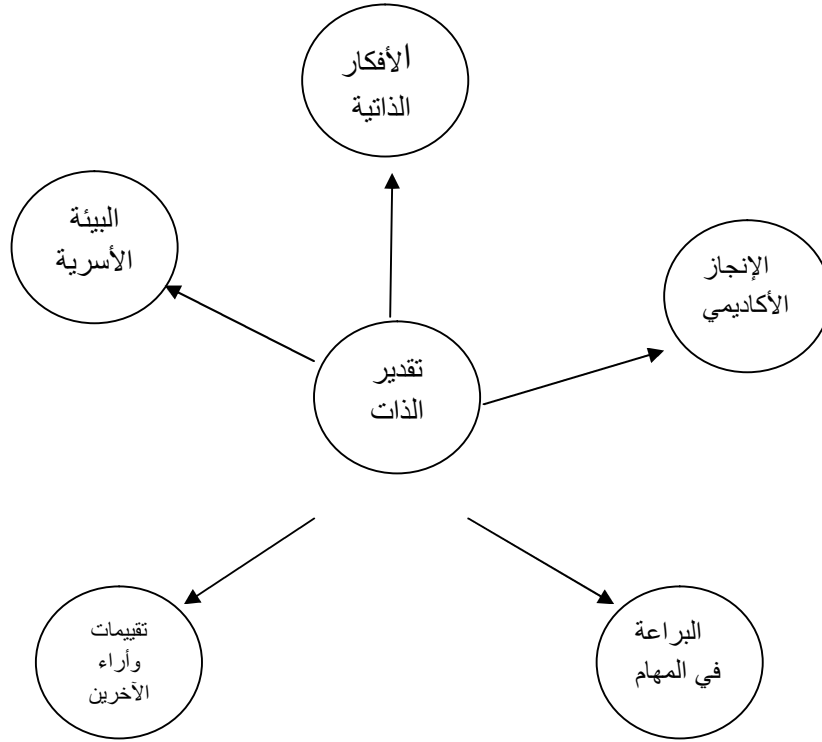 الأفكار
الذاتية
البيئة
الأسرية
الإنجاز
الأكاديمي
تقدير
الذات
تقييمات
وأراء
الآخرين
البراعة
في المهام